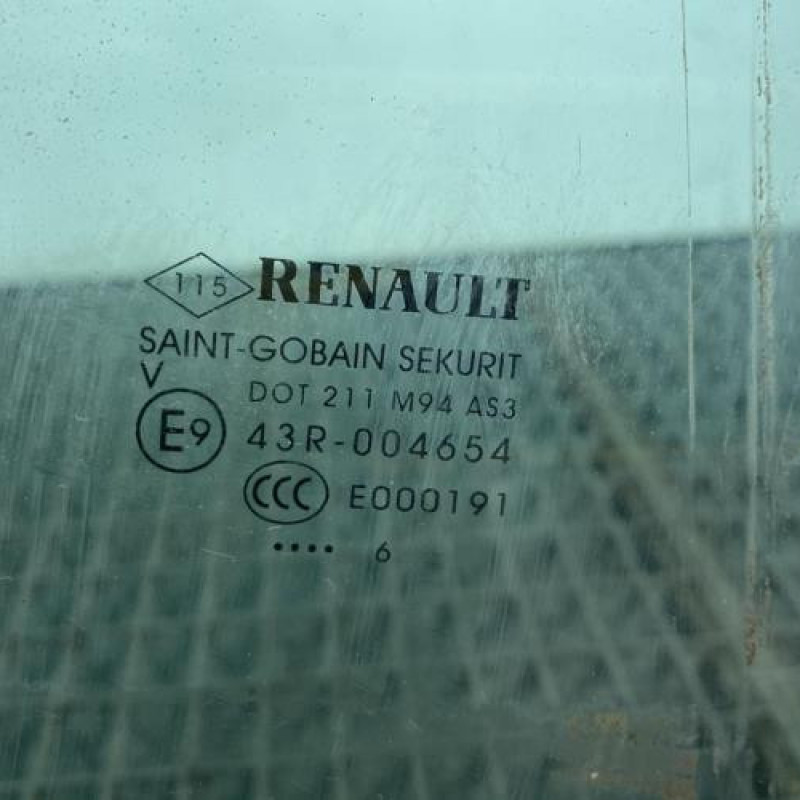 115 RENAULT
SAINT-GOBAIN SEKURIT
V
DOT 211 M94 AS3
E9 43R-004654
CCC E000191
•••• 6